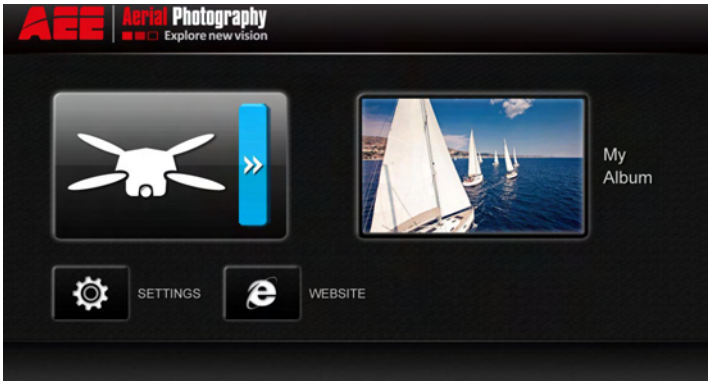 AEE
Aerial Photography
Explore new vision
My
Album
SETTINGS
WEBSITE